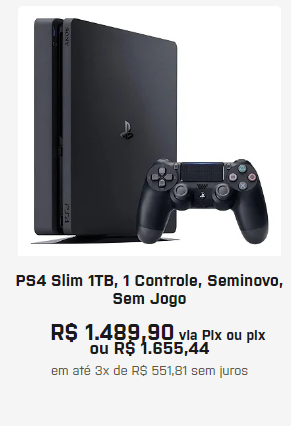 PS4 Slim 1TB, 1 Controle, Seminovo,
Sem Jogo
R$ 1.489,90 via Pix ou pix
ou R$ 1.655,44
em até 3x de R$ 551,81 sem juros